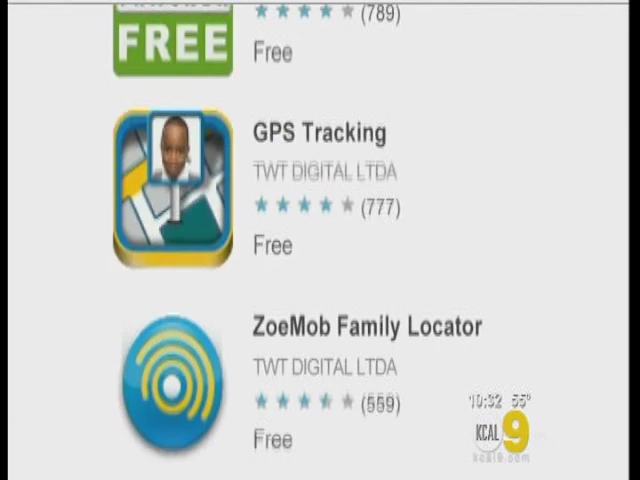 FREE
(789)
Free
GPS Tracking
TWT DIGITAL LTDA
(777)
Free
ZoeMob Family Locator
TWT DIGITAL LTDA
(559)
Free
10:32 55°
KCAL 9
kcal9.com